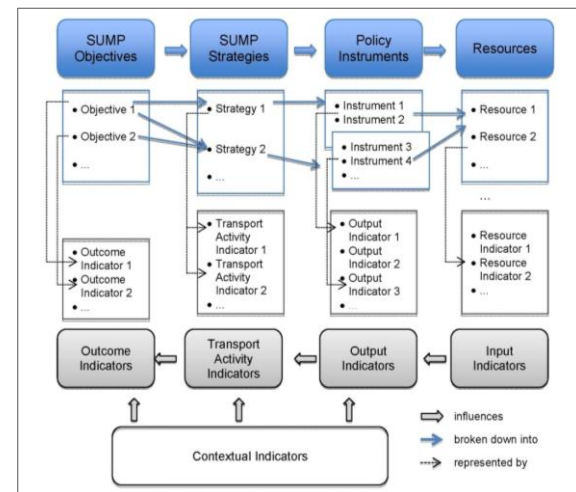 SUMP
Objectives
SUMP
Strategies
Policy
Instruments
Resources
• Objective 1
• Objective 2
• ...
• Strategy 1
• Strategy 2
• ...
• Instrument 1
• Instrument 2
• Instrument 3
• Instrument 4
• ...
• Resource 1
• Resource 2
• ...
...
• Outcome
Indicator 1
• Outcome
Indicator 2
• ...
• Transport
Activity
Indicator 1
• Transport
Activity
Indicator 2
• ...
• Output
Indicator 1
• Output
Indicator 2
• Output
Indicator 3
• ...
• Resource
Indicator 1
• Resource
Indicator 2
• ...
Outcome
Indicators
Transport
Activity
Indicators
Output
Indicators
Input
Indicators
Contextual Indicators
influences
broken down into
represented by